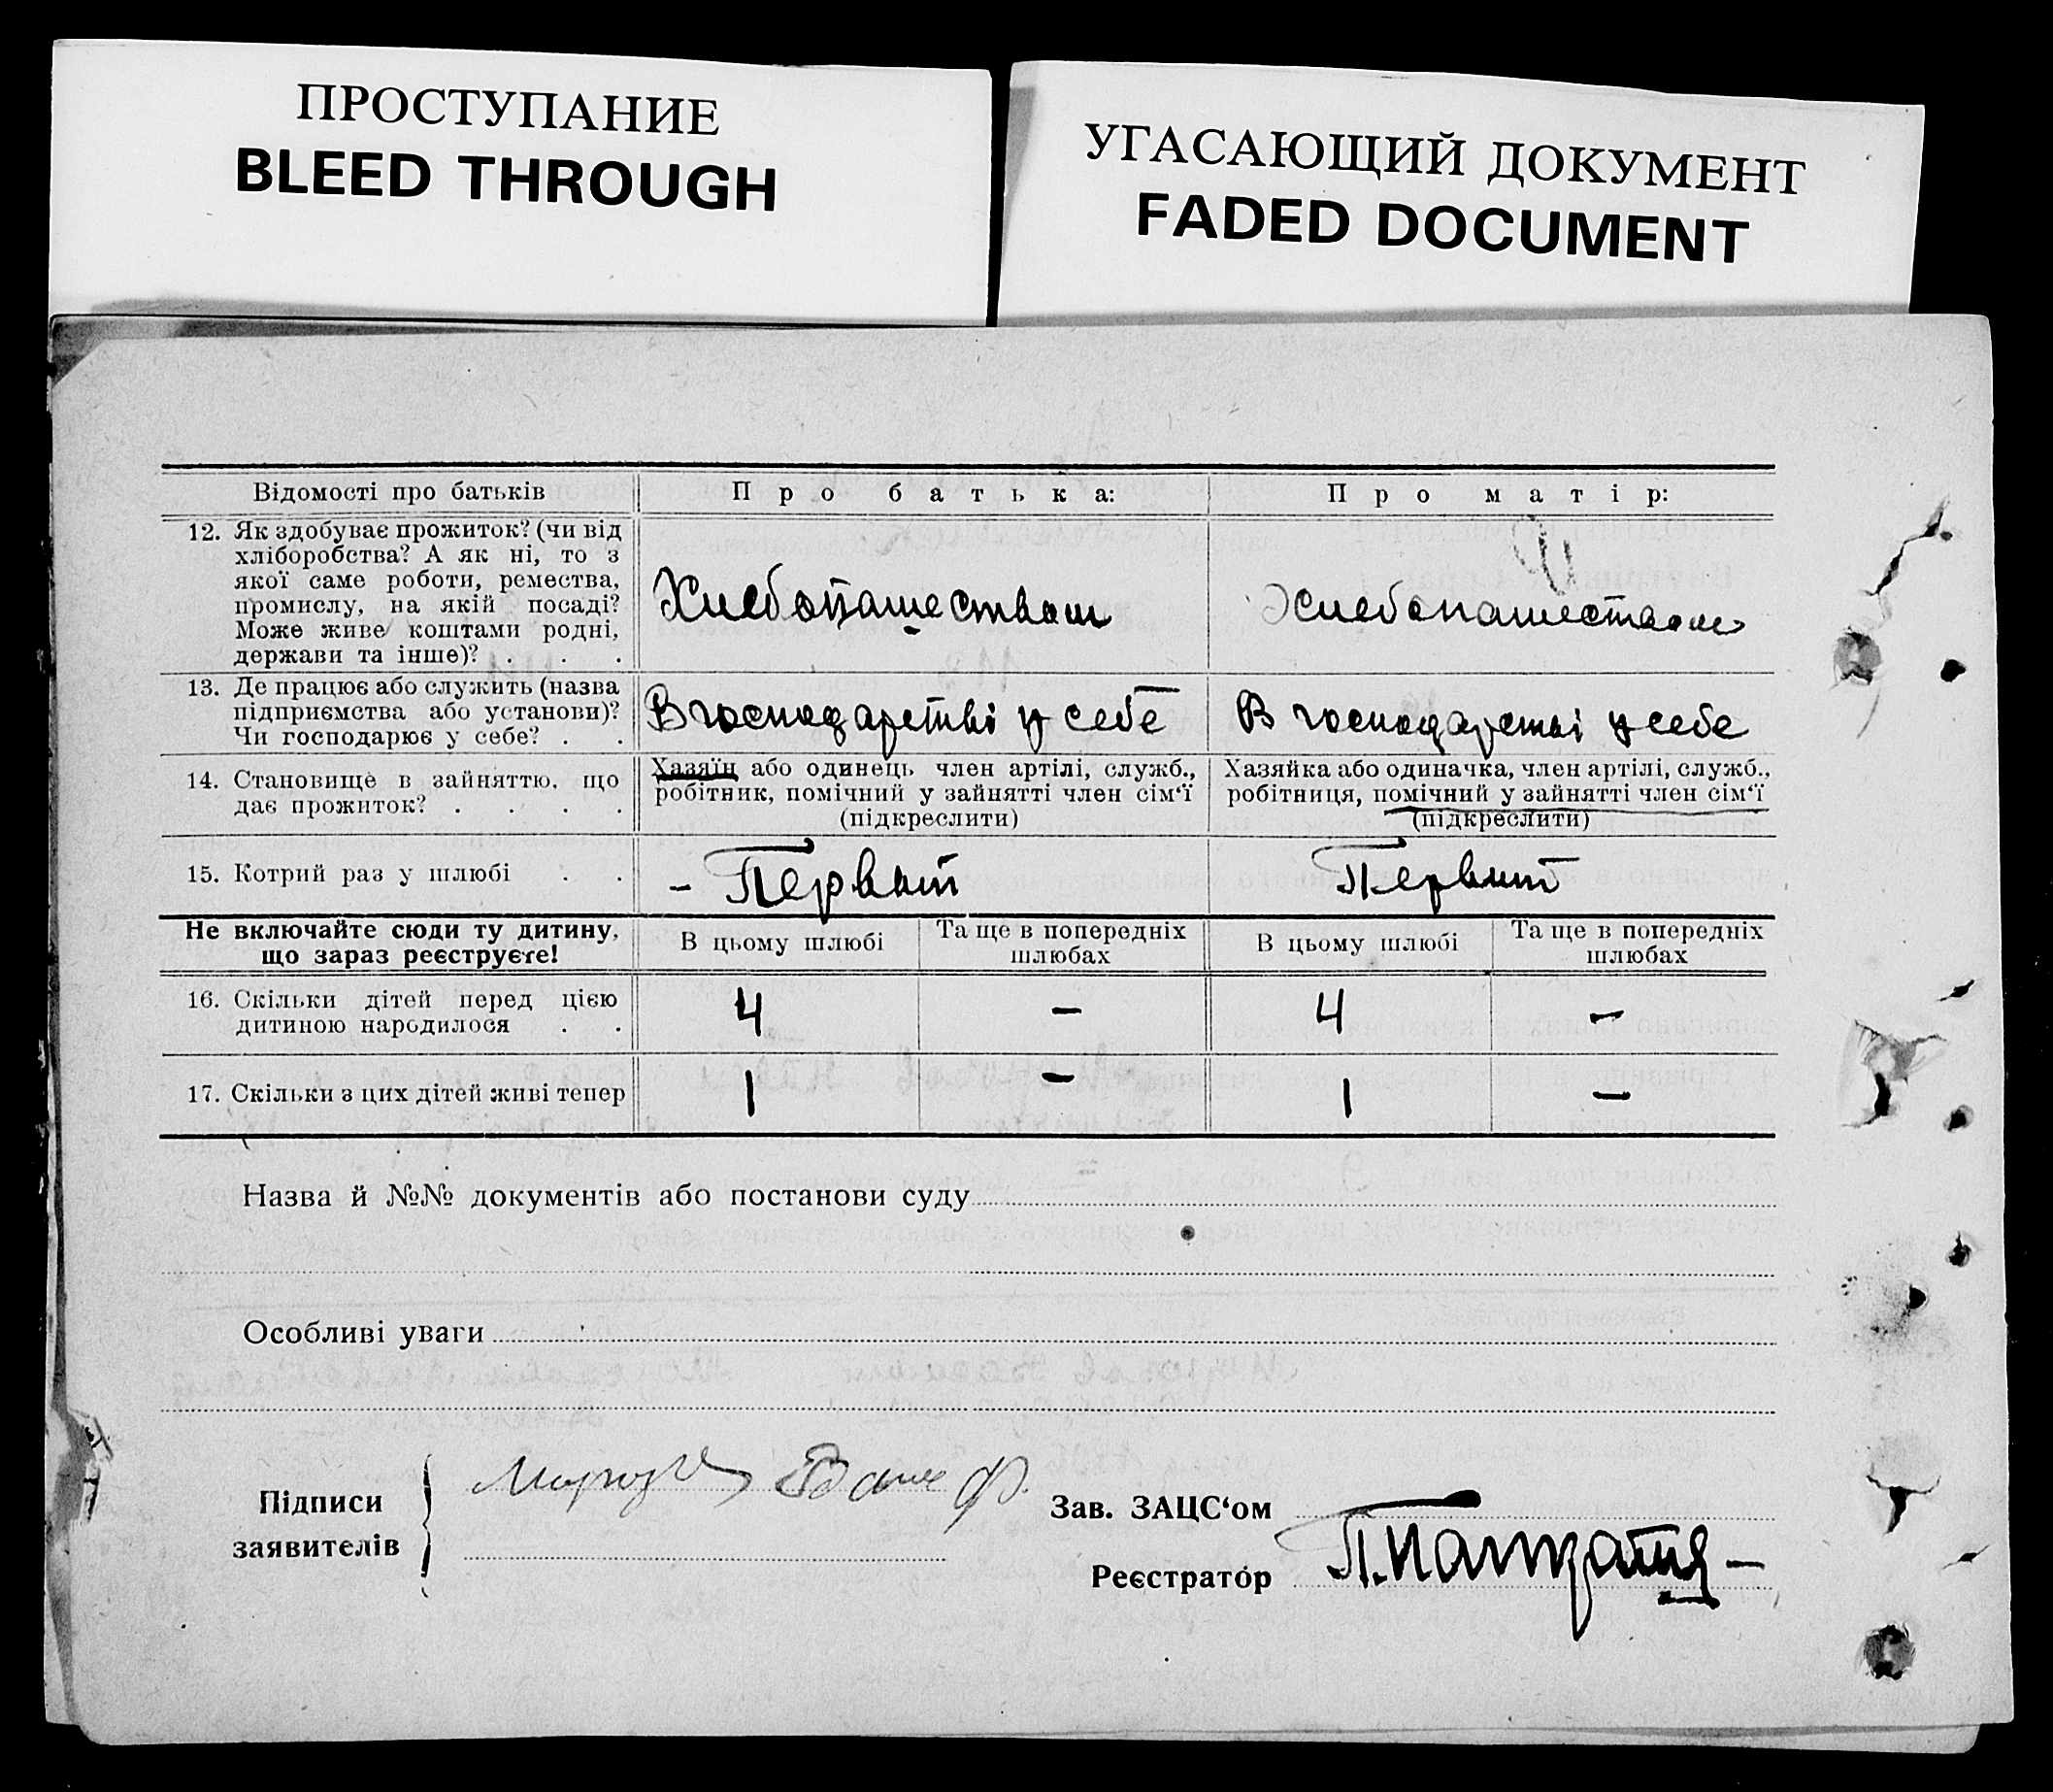 ПРОСТУПАНИЕ
BLEED THROUGH
УГАСАЮЩИЙ ДОКУМЕНТ
FADED DOCUMENT
Відомості про батьків
Про батька:
Про матір:
12. Як здобуває прожиток? (чи від
хліборобства? А як ні, то з
якої саме роботи, ремества,
промислу, на якій посаді?
Може живе коштами родні,
держави та інше)? . . .
Хлебопашеством
Хлебопашеством
13. Де працює або служить (назва
підприємства або установи)?
Чи господарює у себе? . .
В господарстві у себе
В господарстві у себе
14. Становище в зайняттю, що
дає прожиток? . . . .
Хазяїн або одинець член артілі, служб.,
робітник, помічний у зайнятті член сім‘ї
(підкреслити)
Хазяйка або одиначка, член артілі, служб.,
робітниця, помічний у зайнятті член сім‘ї
(підкреслити)
15. Котрий раз у шлюбі . .
– Первый
Первый
Не включайте сюди ту дитину,
що зараз реєструєте!
В цьому шлюбі
Та ще в попередніх
шлюбах
В цьому шлюбі
Та ще в попередніх
шлюбах
16. Скільки дітей перед цією
дитиною народилося . .
4
–
4
–
17. Скільки з цих дітей живі тепер
1
–
1
–
Назва й №№ документів або постанови суду
Особливі уваги
Підписи
заявителів
Ф.
Зав. ЗАЦС‘ом
Реєстратор
П.